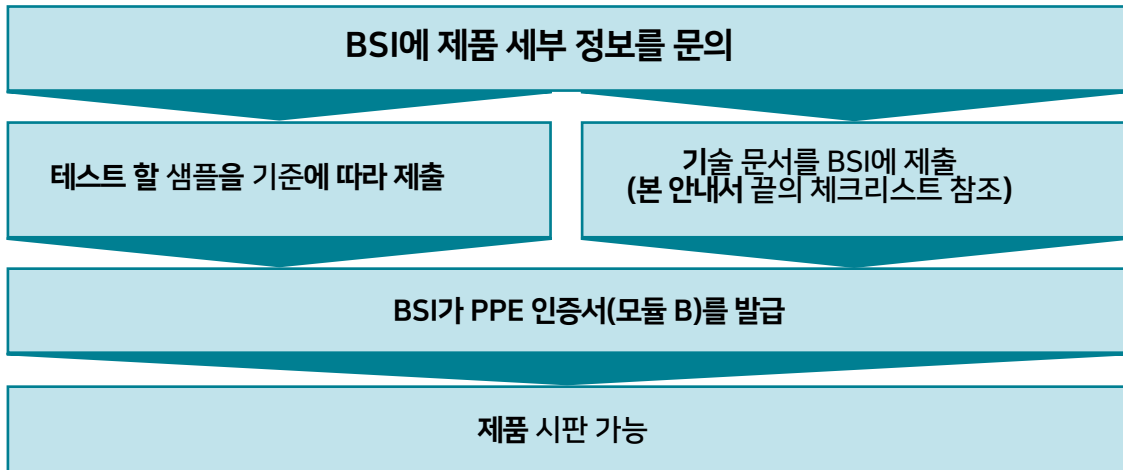 BSI에 제품 세부 정보를 문의
테스트 할 샘플을 기준에 따라 제출
기술 문서를 BSI에 제출
(본 안내서 끝의 체크리스트 참조)
BSI가 PPE 인증서(모듈 B)를 발급
제품 시판 가능